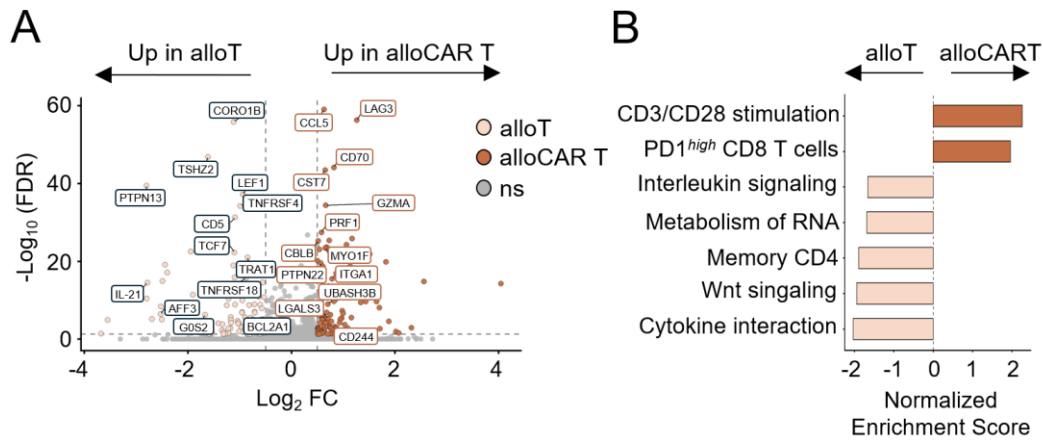 A
Up in alloT
Up in alloCAR T
-Log10 (FDR)
60
40
20
0
CORO1B
LAG3
CCL5
TSHZ2
CD70
PTPN13
LEF1
CST7
TNFRSF4
GZMA
CD5
PRF1
TCF7
CBLB
MYO1F
TRAT1
PTPN22
ITGA1
IL-21
TNFRSF18
UBASH3B
AFF3
LGALS3
G0S2
BCL2A1
CD244
-4
-2
0
2
4
Log2 FC
alloT
alloCAR T
ns
B
alloT
alloCART
CD3/CD28 stimulation
PD1high CD8 T cells
Interleukin signaling
Metabolism of RNA
Memory CD4
Wnt singaling
Cytokine interaction
-2
-1
0
1
2
Normalized
Enrichment Score